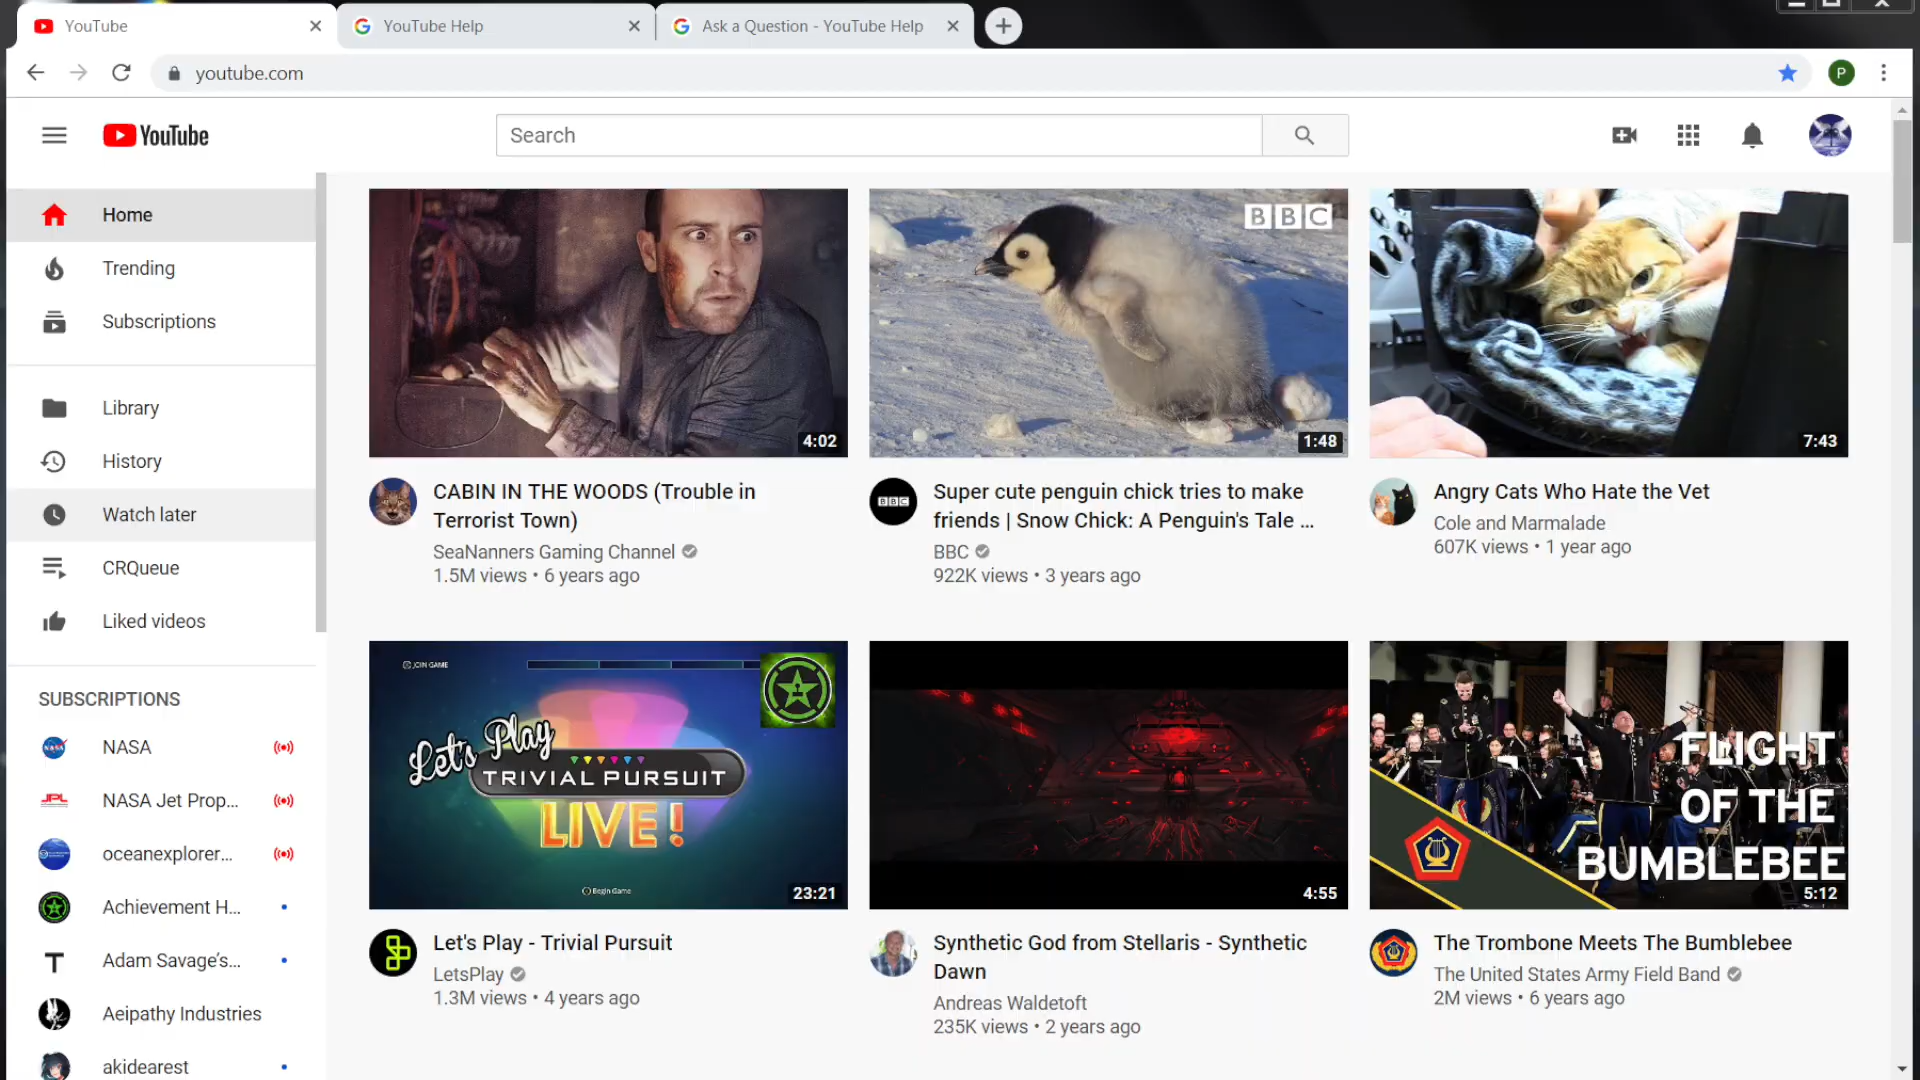 YouTube
YouTube Help
Ask a Question - YouTube Help
youtube.com
P
YouTube
Search
Home
Trending
Subscriptions
Library
History
Watch later
CRQueue
Liked videos
SUBSCRIPTIONS
NASA
NASA Jet Prop...
oceanexplorer...
Achievement H...
Adam Savage's...
Aeipathy Industries
akidearest
4:02
CABIN IN THE WOODS (Trouble in
Terrorist Town)
SeaNanners Gaming Channel
1.5M views • 6 years ago
BBC
1:48
BBC
Super cute penguin chick tries to make
friends | Snow Chick: A Penguin's Tale ...
BBC
922K views • 3 years ago
7:43
Angry Cats Who Hate the Vet
Cole and Marmalade
607K views • 1 year ago
JOIN GAME
Let's Play
TRIVIAL PURSUIT
LIVE!
Begin Game
23:21
Let's Play - Trivial Pursuit
LetsPlay
1.3M views • 4 years ago
4:55
Synthetic God from Stellaris - Synthetic
Dawn
Andreas Waldetoft
235K views • 2 years ago
FLIGHT
OF THE
BUMBLEBEE
5:12
The Trombone Meets The Bumblebee
The United States Army Field Band
2M views • 6 years ago
NASA
JPL
T